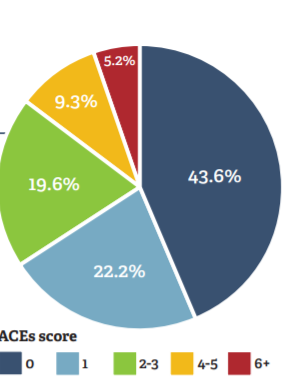 5.2%
9.3%
43.6%
19.6%
22.2%
ACEs score
0 1 2-3 4-5 6+